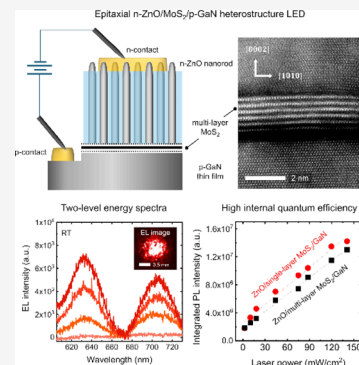 Epitaxial n-ZnO/MoS₂/p-GaN heterostructure LED
n-contact
n-ZnO nanorod
multi-layer
MoS₂
p-contact
p-GaN
thin film
[0002]
[1010]
2 nm
Two-level energy spectra
EL intensity (a.u.)
1x10⁴
8x10³
6x10³
4x10³
2x10³
0
RT
EL image
0.5 mm
620 640 660 680 700 720
Wavelength (nm)
High internal quantum efficiency
Integrated PL intensity (a.u.)
1.6x10⁷
1.2x10⁷
8.0x10⁶
4.0x10⁶
0.0
ZnO/single-layer MoS₂/GaN
ZnO/multi-layer MoS₂/GaN
0 30 60 90 120 150
Laser power (mW/cm²)